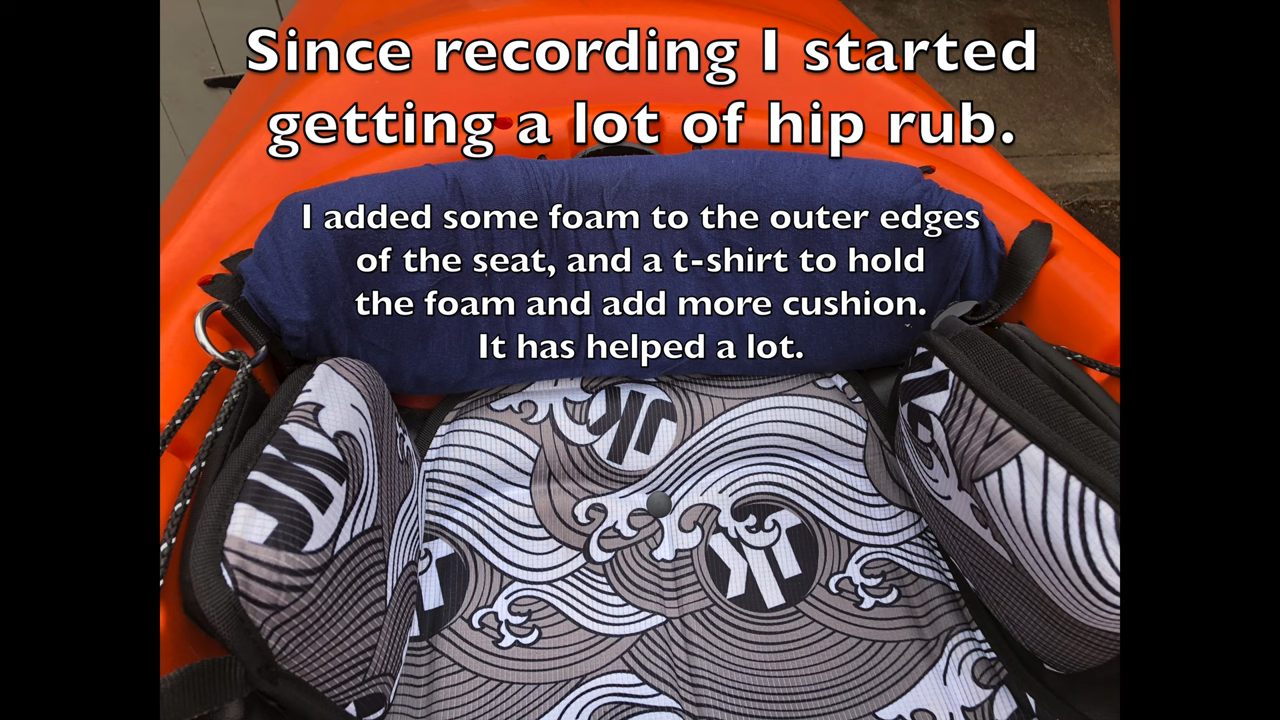 Since recording I started
getting a lot of hip rub.
I added some foam to the outer edges
of the seat, and a t-shirt to hold
the foam and add more cushion.
It has helped a lot.